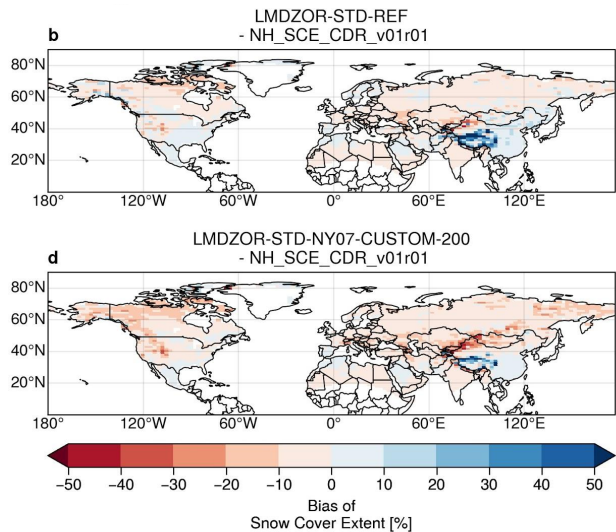 LMDZOR-STD-REF
b
- NH_SCE_CDR_v01r01
80°N
60°N
40°N
20°N
180° 120°W 60°W 0° 60°E 120°E
LMDZOR-STD-NY07-CUSTOM-200
d
- NH_SCE_CDR_v01r01
80°N
60°N
40°N
20°N
180° 120°W 60°W 0° 60°E 120°E
−50 −40 −30 −20 −10 0 10 20 30 40 50
Bias of
Snow Cover Extent [%]